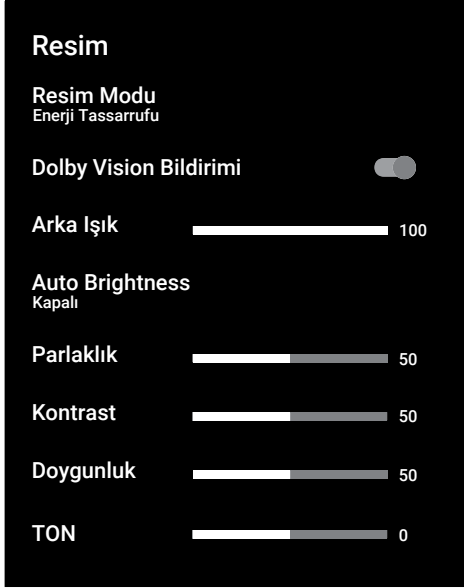 Resim
Resim Modu
Enerji Tassarrufu
Dolby Vision Bildirimi
Arka Işık 100
Auto Brightness
Kapalı
Parlaklık 50
Kontrast 50
Doygunluk 50
TON 0